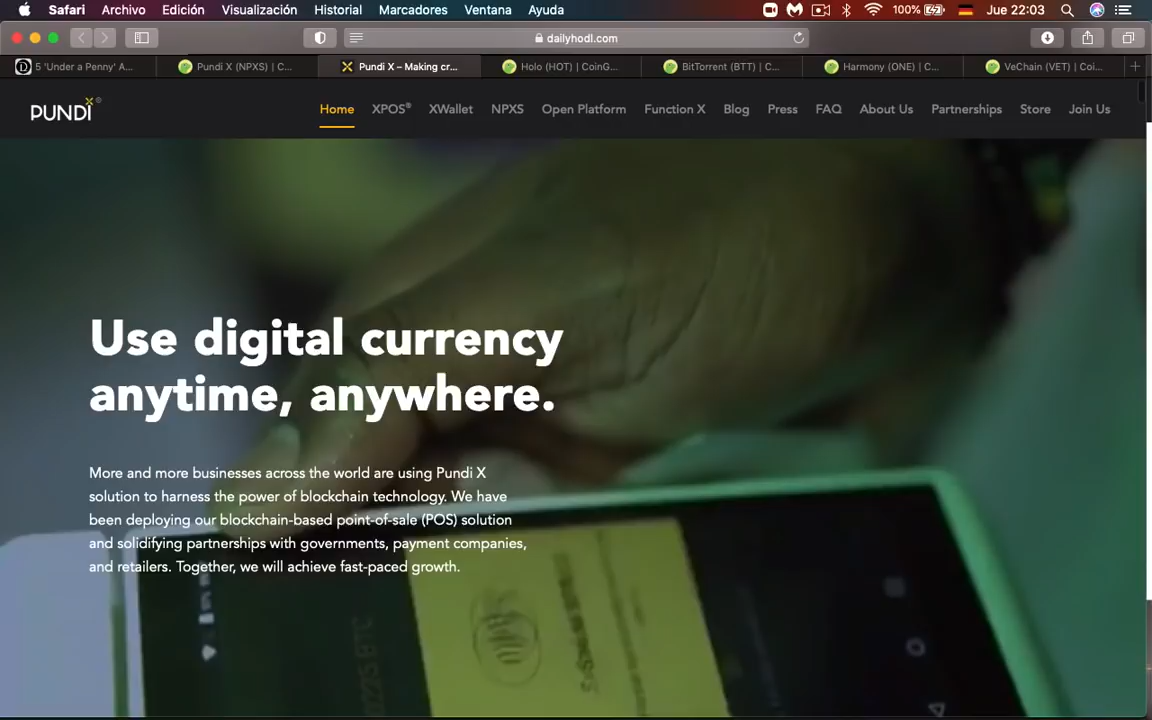 Safari Archivo Edición Visualización Historial Marcadores Ventana Ayuda 100% Jue 22:03
dailyhodl.com
5 'Under a Penny' A... Pundi X (NPXS) | C... Pundi X – Making cr... Holo (HOT) | CoinG... BitTorrent (BTT) | C... Harmony (ONE) | C... VeChain (VET) | Coi...
PUNDI X® Home XPOS® XWallet NPXS Open Platform Function X Blog Press FAQ About Us Partnerships Store Join Us
Use digital currency
anytime, anywhere.
More and more businesses across the world are using Pundi X
solution to harness the power of blockchain technology. We have
been deploying our blockchain-based point-of-sale (POS) solution
and solidifying partnerships with governments, payment companies,
and retailers. Together, we will achieve fast-paced growth.